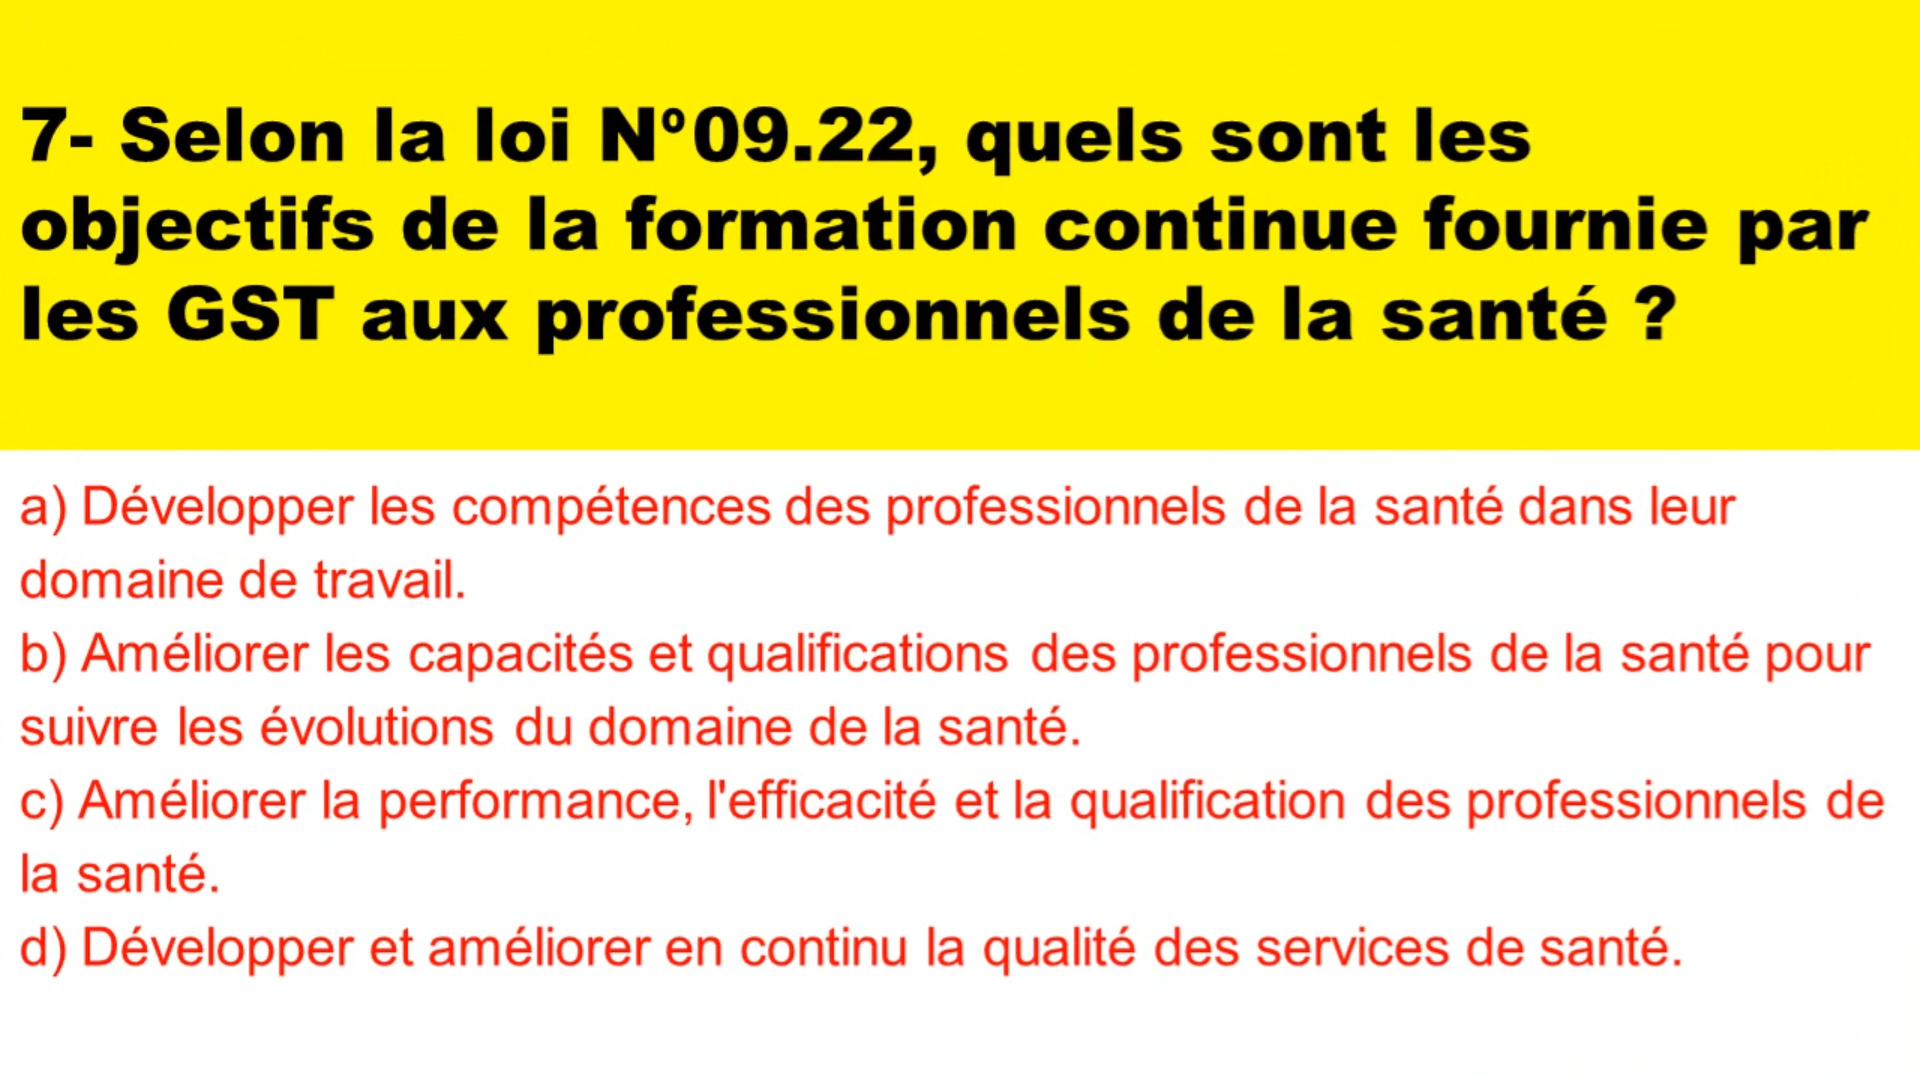 7- Selon la loi N°09.22, quels sont les
objectifs de la formation continue fournie par
les GST aux professionnels de la santé ?
a) Développer les compétences des professionnels de la santé dans leur
domaine de travail.
b) Améliorer les capacités et qualifications des professionnels de la santé pour
suivre les évolutions du domaine de la santé.
c) Améliorer la performance, l'efficacité et la qualification des professionnels de
la santé.
d) Développer et améliorer en continu la qualité des services de santé.